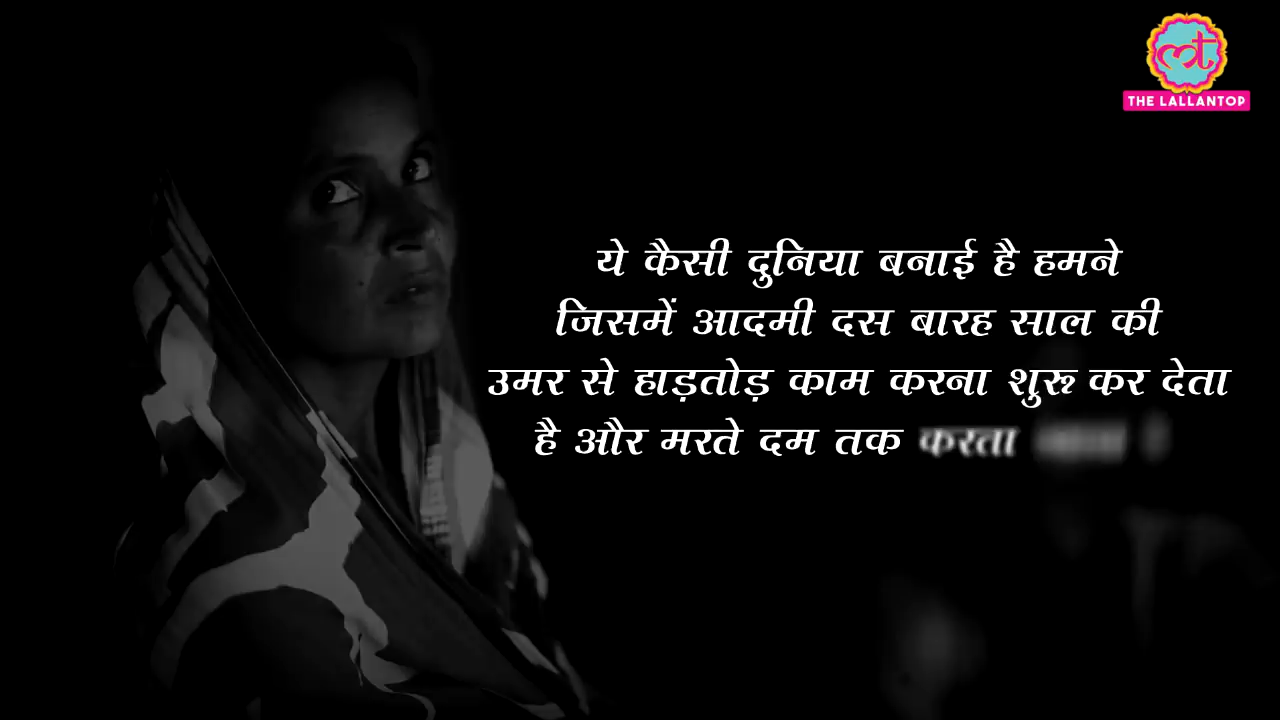 THE LALLANTOP
ये कैसी दुनिया बनाई है हमने
जिसमें आदमी दस बारह साल की
उमर से हाड़तोड़ काम करना शुरू कर देता
है और मरते दम तक करता